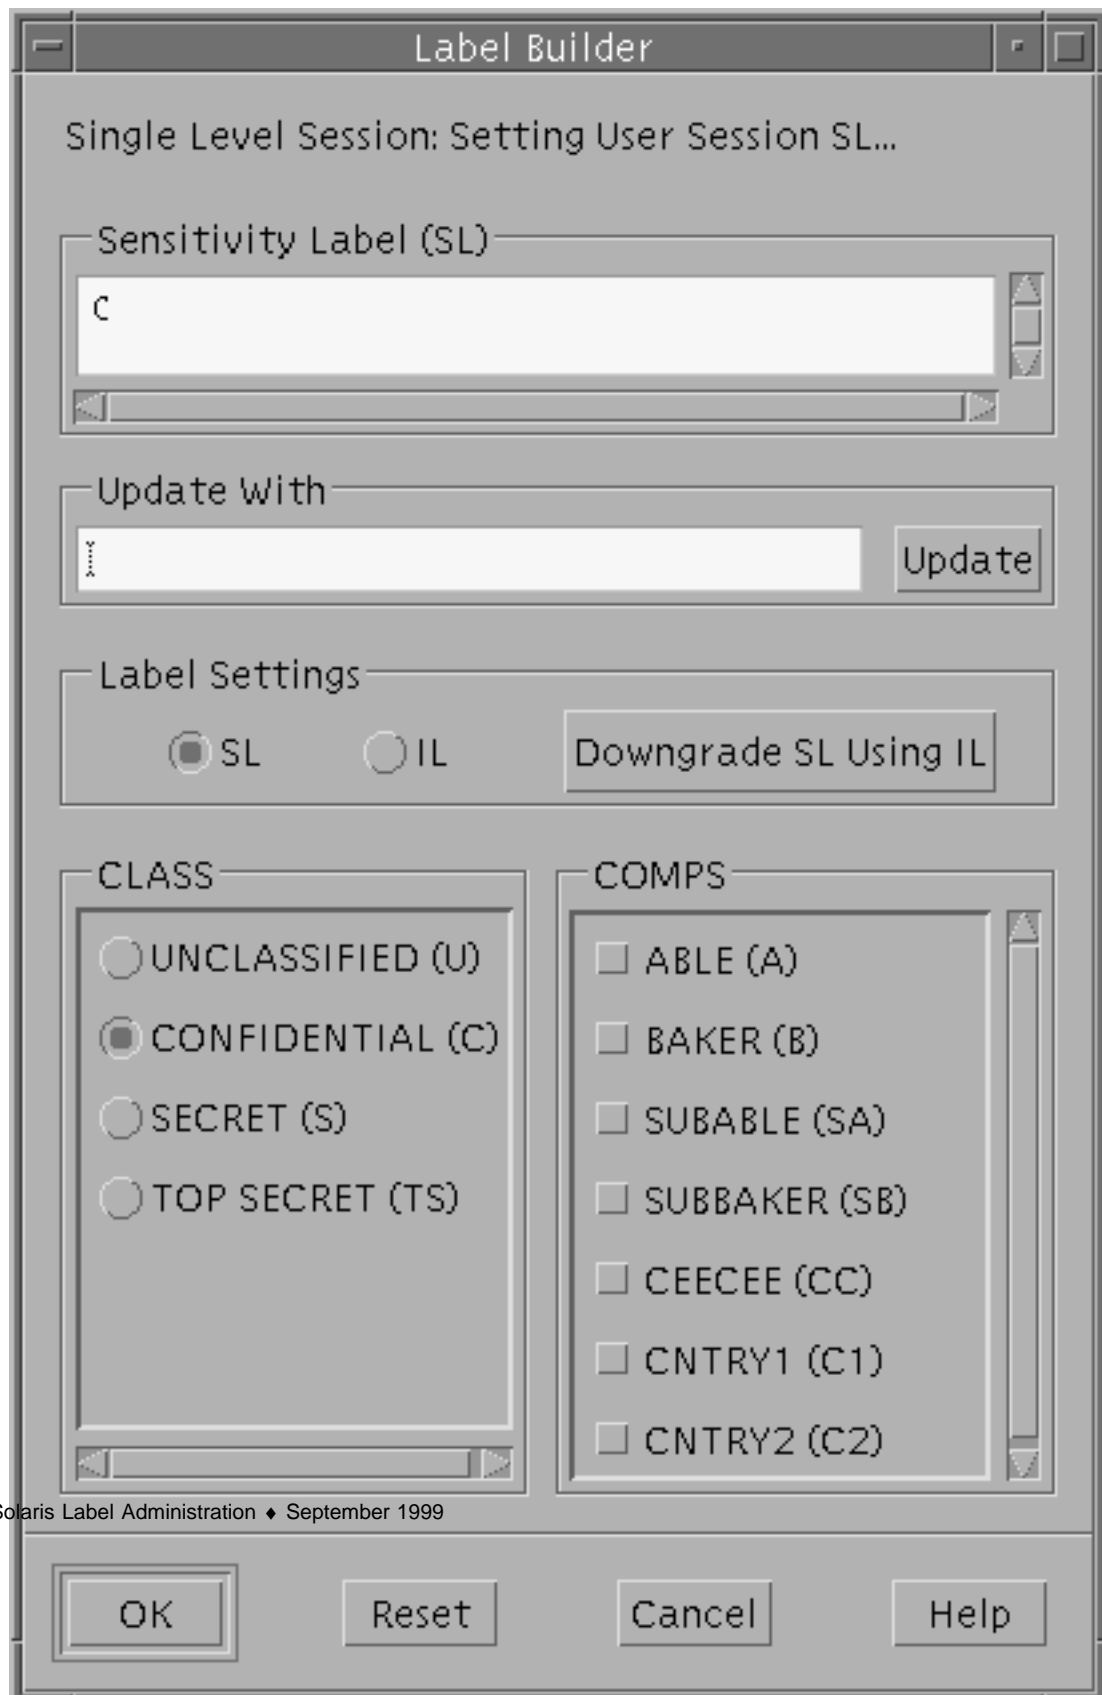 Label Builder
Single Level Session: Setting User Session SL...
Sensitivity Label (SL)
C
Update With
Update
Label Settings
SL
IL
Downgrade SL Using IL
CLASS
UNCLASSIFIED (U)
CONFIDENTIAL (C)
SECRET (S)
TOP SECRET (TS)
COMPS
ABLE (A)
BAKER (B)
SUBABLE (SA)
SUBBAKER (SB)
CEECEE (CC)
CNTRY1 (C1)
CNTRY2 (C2)
Solaris Label Administration ♦ September 1999
OK
Reset
Cancel
Help